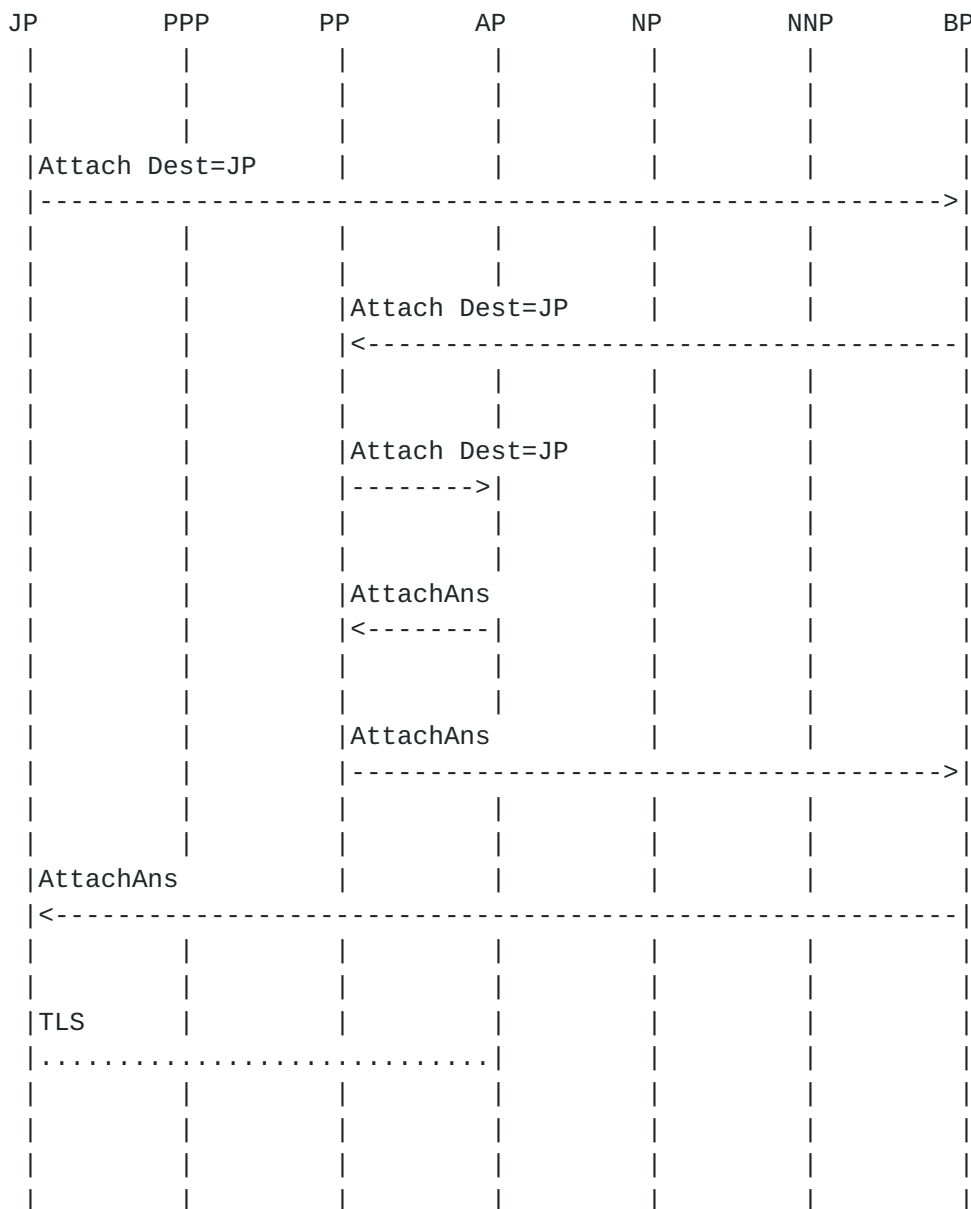 JP PPP PP AP NP NNP BP
Attach Dest=JP
Attach Dest=JP
Attach Dest=JP
AttachAns
AttachAns
AttachAns
TLS